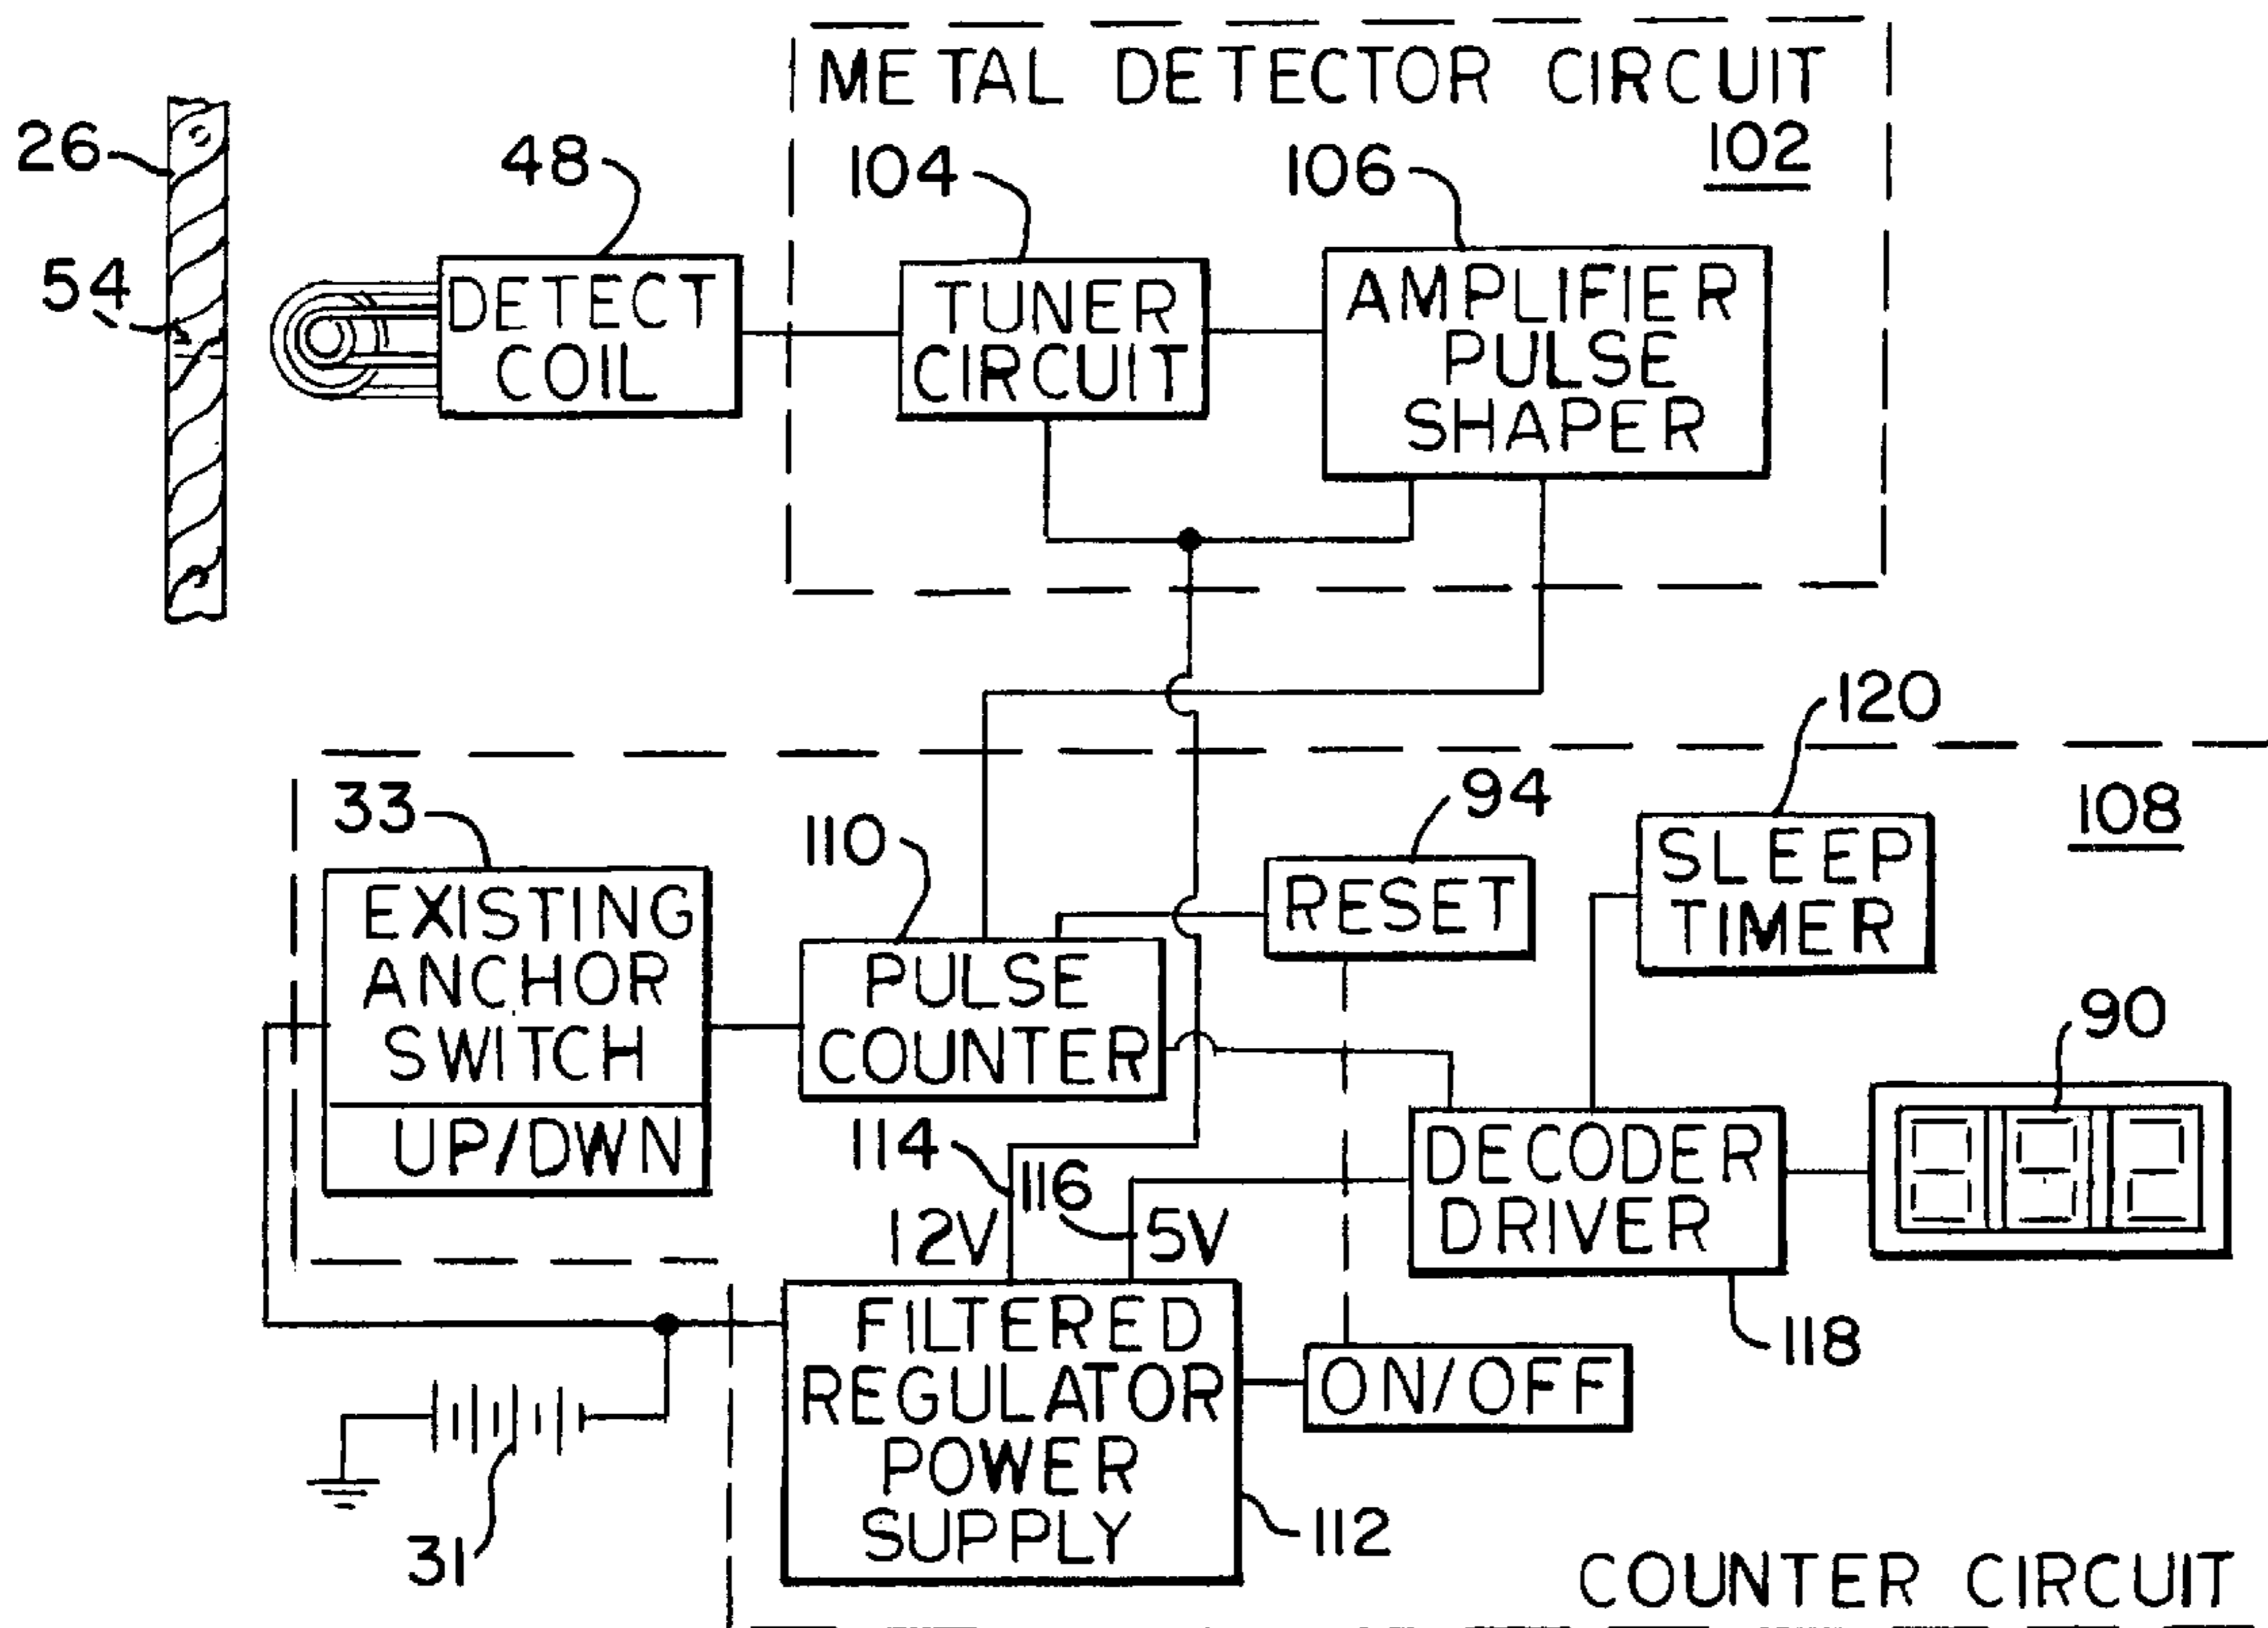 METAL DETECTOR CIRCUIT
102
26
48
104
106
54
DETECT
COIL
TUNER
CIRCUIT
AMPLIFIER
PULSE
SHAPER
120
33
110
94
108
EXISTING
ANCHOR
SWITCH
UP/DWN
PULSE
COUNTER
RESET
SLEEP
TIMER
90
114
116
12V
5V
DECODER
DRIVER
118
FILTERED
REGULATOR
POWER
SUPPLY
ON/OFF
31
112
COUNTER CIRCUIT